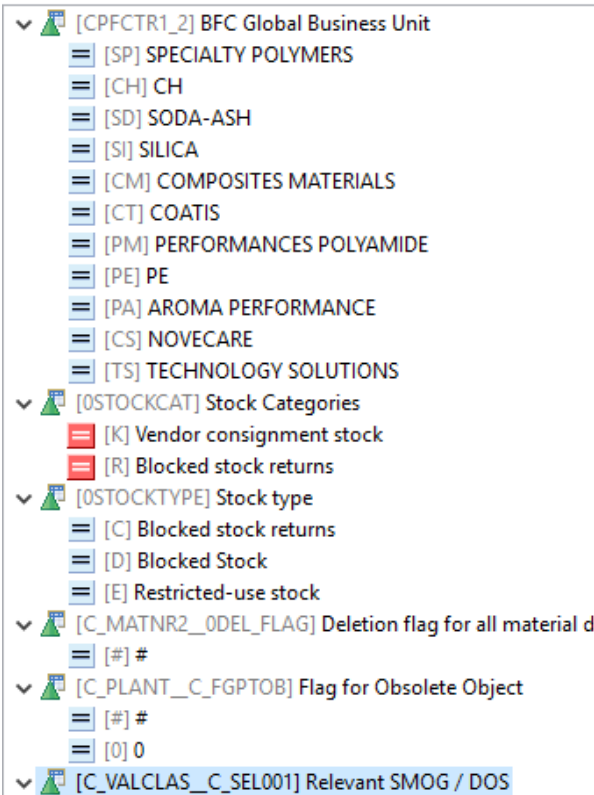 [CPFCTR1_2] BFC Global Business Unit
[SP] SPECIALTY POLYMERS
[CH] CH
[SD] SODA-ASH
[SI] SILICA
[CM] COMPOSITES MATERIALS
[CT] COATIS
[PM] PERFORMANCES POLYAMIDE
[PE] PE
[PA] AROMA PERFORMANCE
[CS] NOVECARE
[TS] TECHNOLOGY SOLUTIONS
[0STOCKCAT] Stock Categories
[K] Vendor consignment stock
[R] Blocked stock returns
[0STOCKTYPE] Stock type
[C] Blocked stock returns
[D] Blocked Stock
[E] Restricted-use stock
[C_MATNR2__0DEL_FLAG] Deletion flag for all material d
[#] #
[C_PLANT__C_FGPTOB] Flag for Obsolete Object
[#] #
[0] 0
[C_VALCLAS__C_SEL001] Relevant SMOG / DOS